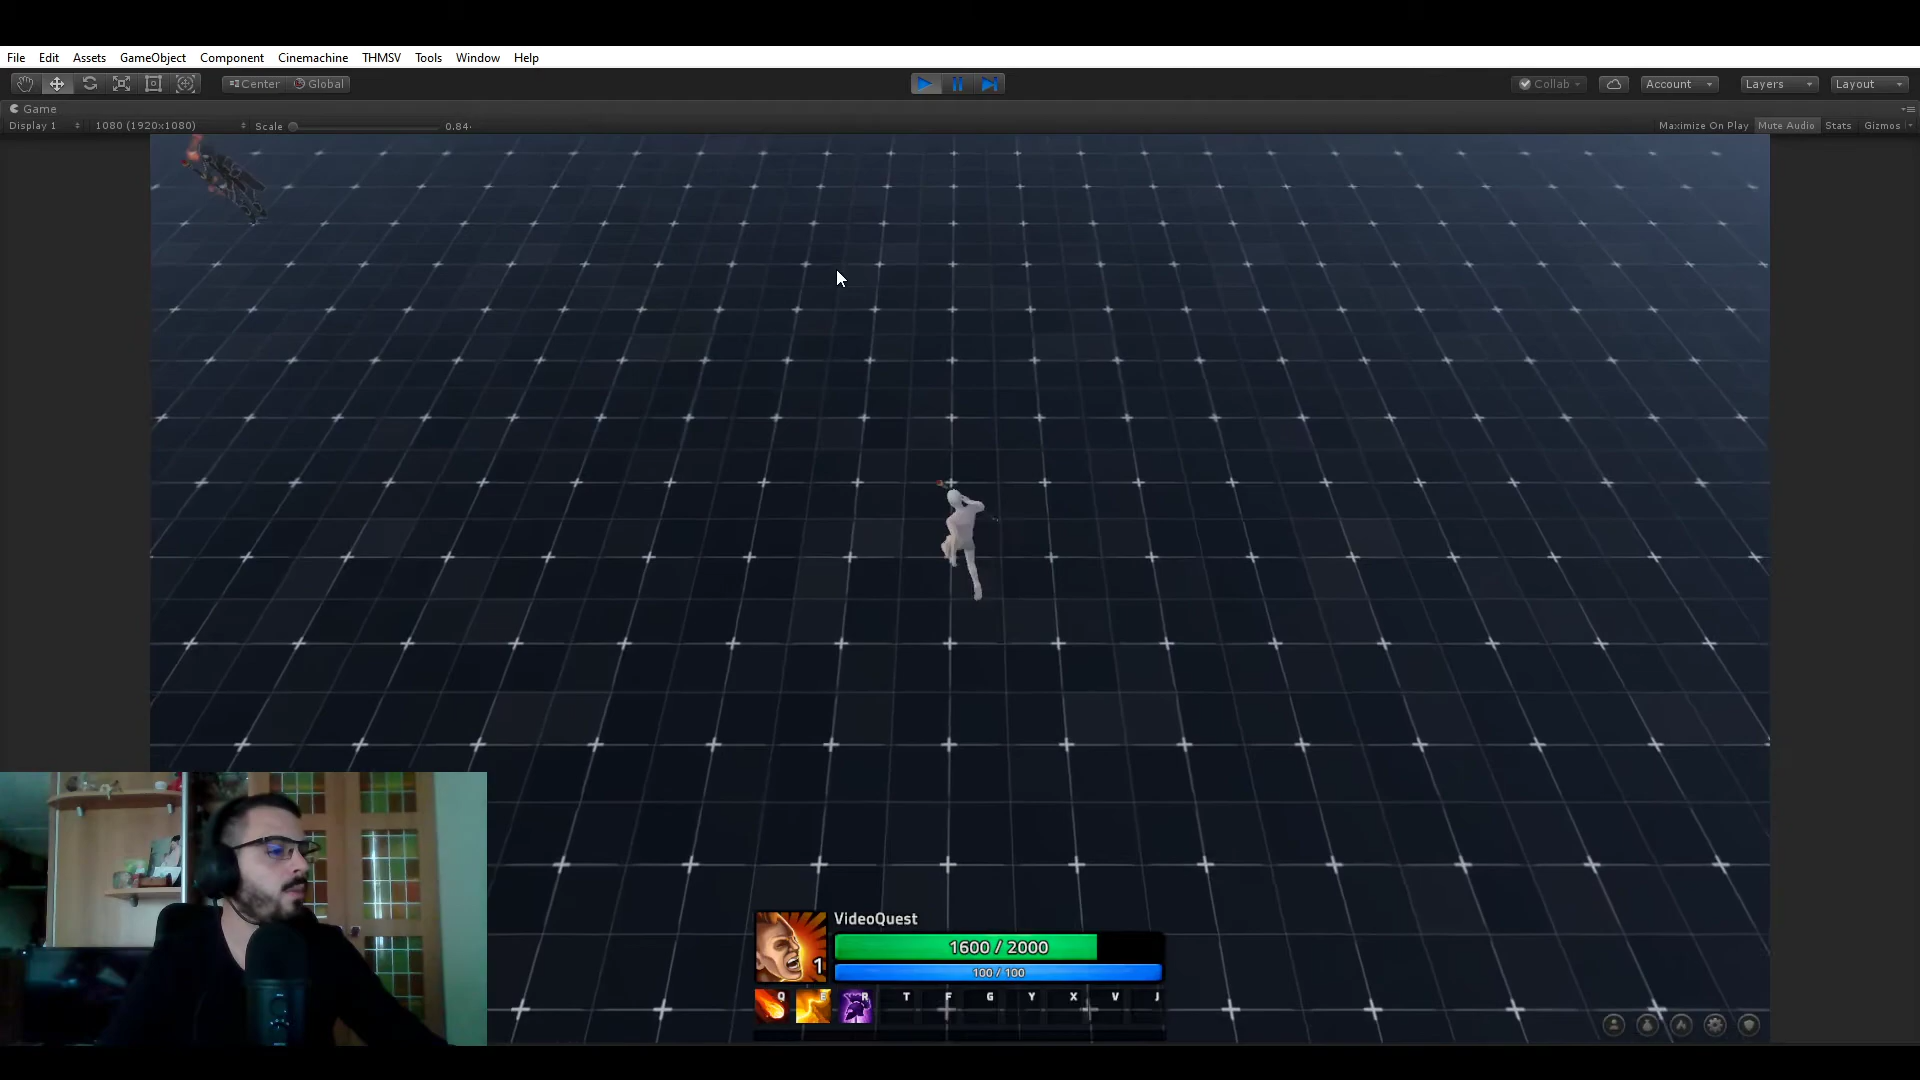 File Edit Assets GameObject Component Cinemachine THMSV Tools Window Help
Center Global Collab Account Layers Layout
Game
Display 1 1080 (1920x1080) Scale 0.84 Maximize On Play Mute Audio Stats Gizmos
VideoQuest
1600 / 2000
1
100 / 100
Q E R T F G Y X V J